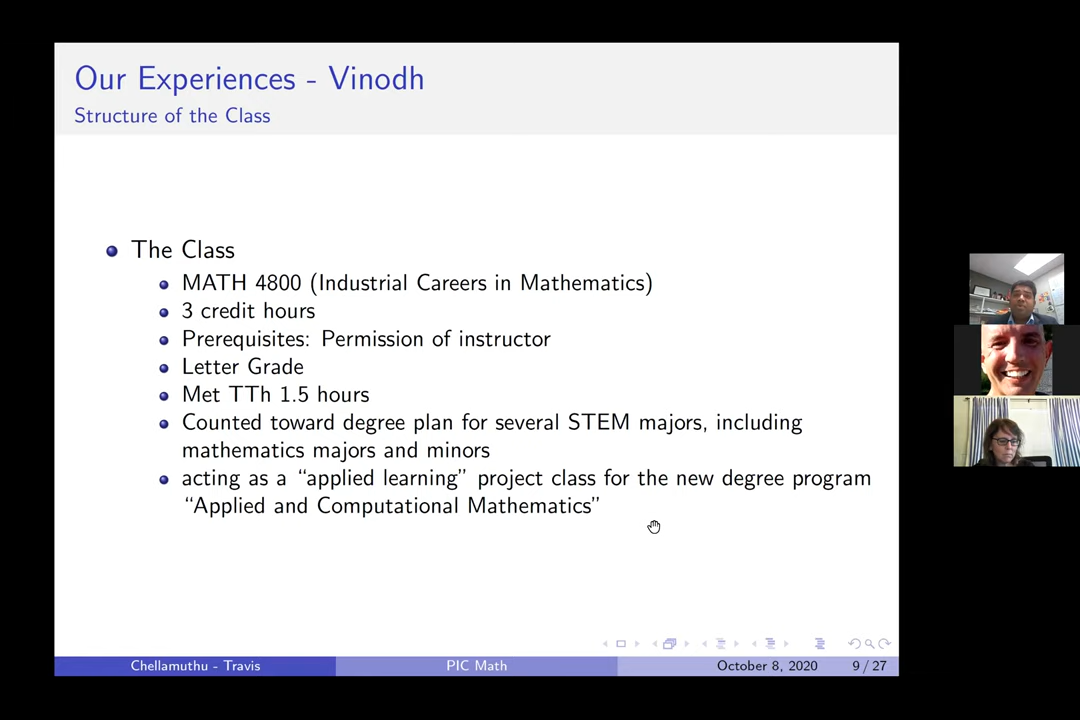 Our Experiences - Vinodh
Structure of the Class
The Class
MATH 4800 (Industrial Careers in Mathematics)
3 credit hours
Prerequisites: Permission of instructor
Letter Grade
Met TTh 1.5 hours
Counted toward degree plan for several STEM majors, including
mathematics majors and minors
acting as a “applied learning” project class for the new degree program
“Applied and Computational Mathematics”
Chellamuthu - Travis PIC Math October 8, 2020 9 / 27